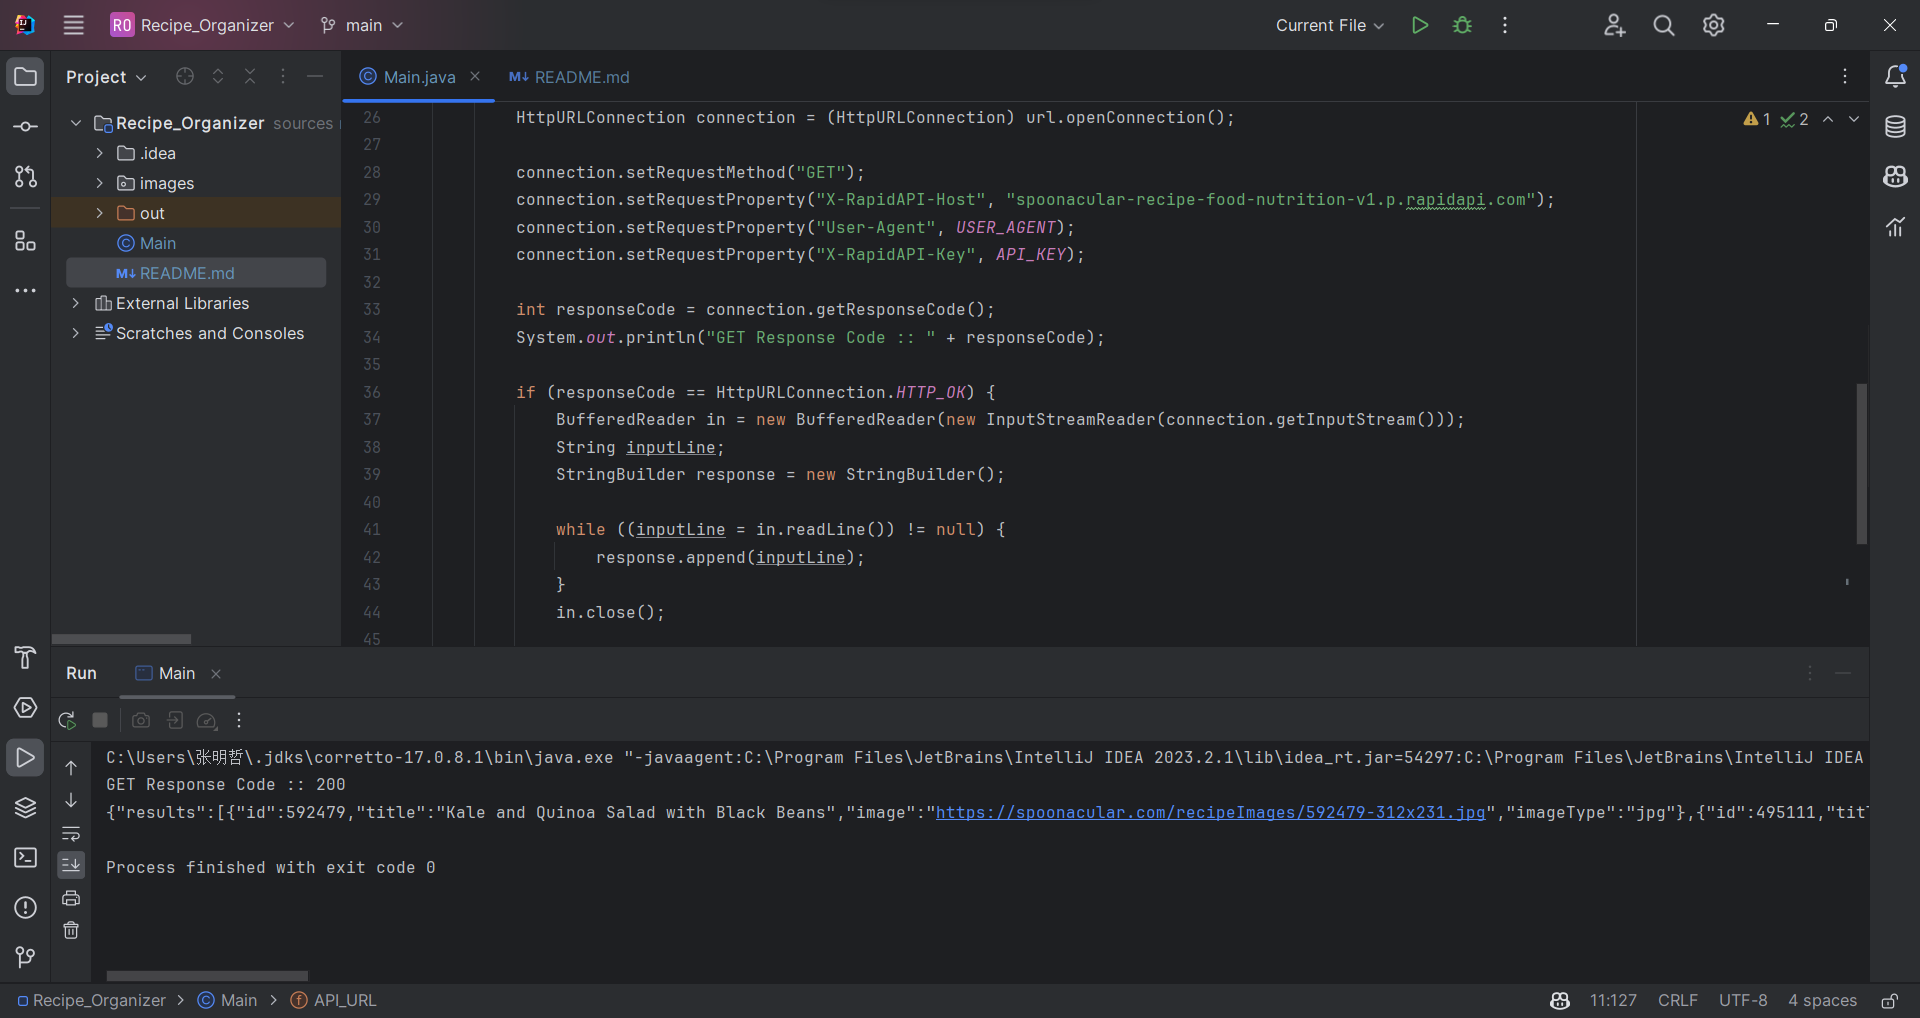 RO Recipe_Organizer main Current File
Project
Main.java
M↓ README.md
Recipe_Organizer sources
.idea
images
out
Main
M↓ README.md
External Libraries
Scratches and Consoles
1 2
26 HttpURLConnection connection = (HttpURLConnection) url.openConnection();
27
28 connection.setRequestMethod("GET");
29 connection.setRequestProperty("X-RapidAPI-Host", "spoonacular-recipe-food-nutrition-v1.p.rapidapi.com");
30 connection.setRequestProperty("User-Agent", USER_AGENT);
31 connection.setRequestProperty("X-RapidAPI-Key", API_KEY);
32
33 int responseCode = connection.getResponseCode();
34 System.out.println("GET Response Code :: " + responseCode);
35
36 if (responseCode == HttpURLConnection.HTTP_OK) {
37 BufferedReader in = new BufferedReader(new InputStreamReader(connection.getInputStream()));
38 String inputLine;
39 StringBuilder response = new StringBuilder();
40
41 while ((inputLine = in.readLine()) != null) {
42 response.append(inputLine);
43 }
44 in.close();
45
Run Main
C:\Users\张明哲\.jdks\corretto-17.0.8.1\bin\java.exe "-javaagent:C:\Program Files\JetBrains\IntelliJ IDEA 2023.2.1\lib\idea_rt.jar=54297:C:\Program Files\JetBrains\IntelliJ IDEA
GET Response Code :: 200
{"results":[{"id":592479,"title":"Kale and Quinoa Salad with Black Beans","image":"https://spoonacular.com/recipeImages/592479-312x231.jpg","imageType":"jpg"},{"id":495111,"tit
Process finished with exit code 0
Recipe_Organizer > Main > API_URL
11:127 CRLF UTF-8 4 spaces